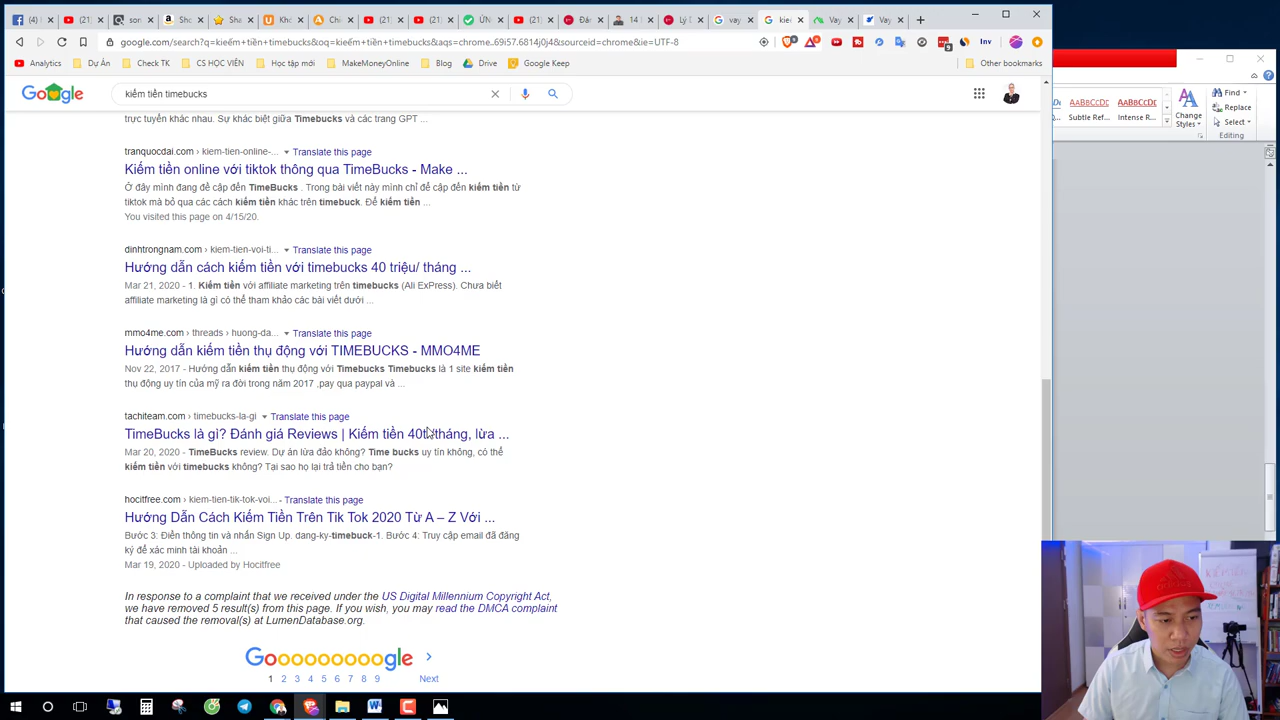 Inv
google.com/search?q=kiếm+tiền+timebucks&oq=kiếm+tiền+timebucks&aqs=chrome..69i57.6814j0j4&sourceid=chrome&ie=UTF-8
Analytics
Dự Án
Check TK
CS HỌC VIÊN
Học tập mới
MakeMoneyOnline
Blog
Drive
Google Keep
Other bookmarks
kiếm tiền timebucks
trực tuyến khác nhau. Sự khác biệt giữa Timebucks và các trang GPT ...
tranquocdai.com › kiem-tien-online-... Translate this page
Kiếm tiền online với tiktok thông qua TimeBucks - Make ...
Ở đây mình đang đề cập đến TimeBucks . Trong bài viết này mình chỉ đề cập đến kiếm tiền từ
tiktok mà bỏ qua các cách kiếm tiền khác trên timebuck. Để kiếm tiền ...
You visited this page on 4/15/20.
dinhtrongnam.com › kiem-tien-voi-ti... Translate this page
Hướng dẫn cách kiếm tiền với timebucks 40 triệu/ tháng ...
Mar 21, 2020 - 1. Kiếm tiền với affiliate marketing trên timebucks (Ali ExPress). Chưa biết
affiliate marketing là gì có thể tham khảo các bài viết dưới ...
mmo4me.com › threads › huong-da... Translate this page
Hướng dẫn kiếm tiền thụ động với TIMEBUCKS - MMO4ME
Nov 22, 2017 - Hướng dẫn kiếm tiền thụ động với Timebucks Timebucks là 1 site kiếm tiền
thụ động uy tín của mỹ ra đời trong năm 2017 ,pay qua paypal và ...
tachiteam.com › timebucks-la-gi Translate this page
TimeBucks là gì? Đánh giá Reviews | Kiếm tiền 40tr/tháng, lừa ...
Mar 20, 2020 - TimeBucks review. Dự án lừa đảo không? Time bucks uy tín không, có thể
kiếm tiền với timebucks không? Tại sao họ lại trả tiền cho bạn?
hocitfree.com › kiem-tien-tik-tok-voi... Translate this page
Hướng Dẫn Cách Kiếm Tiền Trên Tik Tok 2020 Từ A – Z Với ...
Bước 3: Điền thông tin và nhấn Sign Up. dang-ky-timebuck-1. Bước 4: Truy cập email đã đăng
ký để xác minh tài khoản ...
Mar 19, 2020 - Uploaded by Hocitfree
In response to a complaint that we received under the US Digital Millennium Copyright Act,
we have removed 5 result(s) from this page. If you wish, you may read the DMCA complaint
that caused the removal(s) at LumenDatabase.org.
Goooooooooogle
1 2 3 4 5 6 7 8 9 Next
AaBbCcDc AaBbCcDc
Subtle Ref... Intense R...
Change
Styles
Find
Replace
Select
Editing